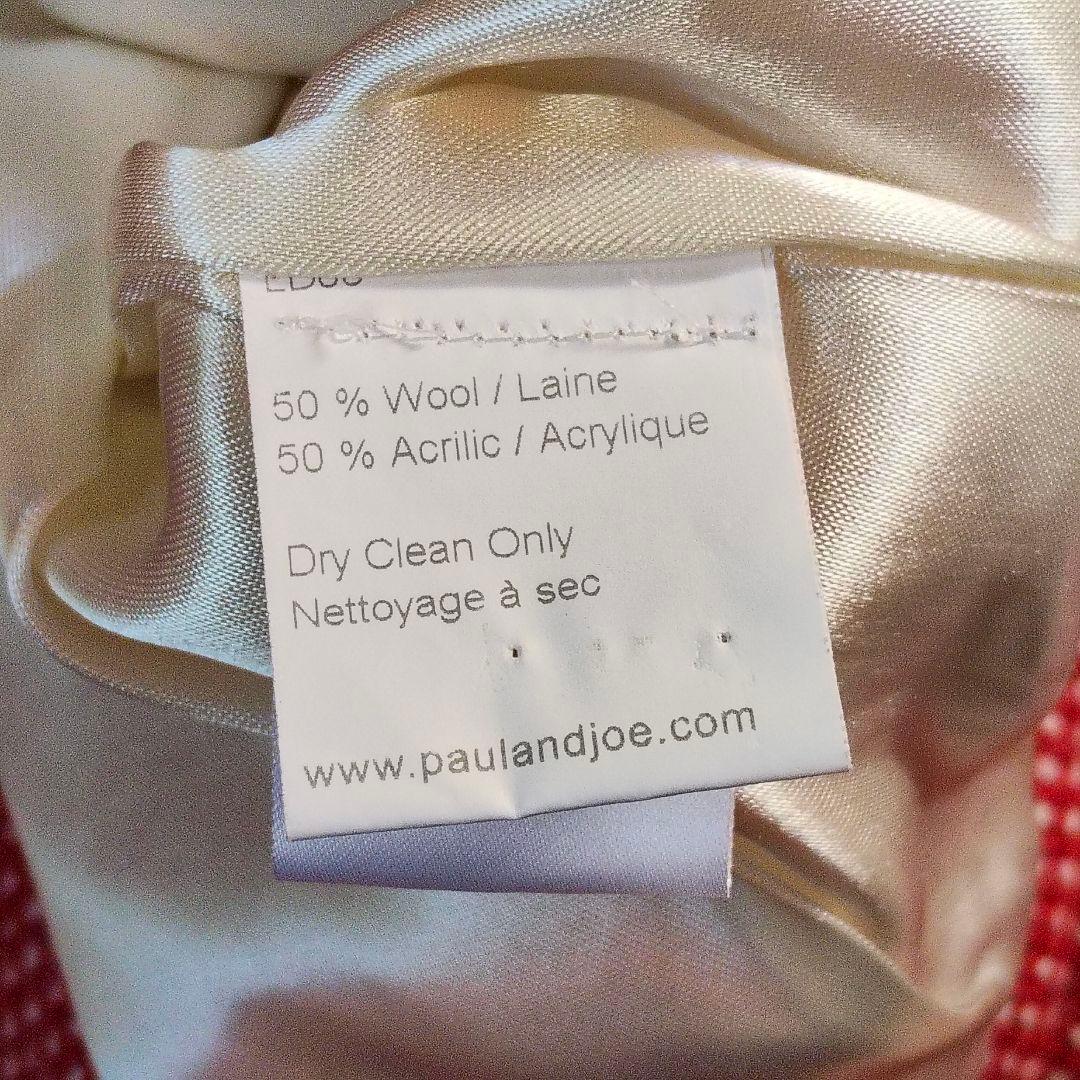 50 % Wool / Laine
50 % Acrilic / Acrylique
Dry Clean Only
Nettoyage à sec
www.paulandjoe.com